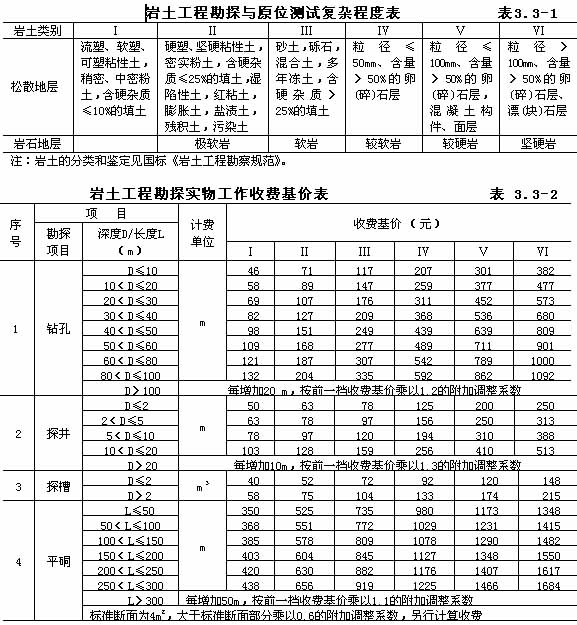 岩土工程勘探与原位测试复杂程度表 表3.3-1
岩土类别 I II III IV V VI
松散地层 流塑、软塑、可塑粘性土,稍密、中密粉土,含硬杂质≤10%的填土 硬塑、坚硬粘性土,密实粉土,含硬杂质≤25%的填土,湿陷性土,红粘土,膨胀土,盐渍土,残积土,污染土 砂土,砾石,混合土,多年冻土,含硬杂质>25%的填土 粒径≤50mm、含量>50%的卵(碎)石层 粒径≤100mm、含量>50%的卵(碎)石层,混凝土构件、面层 粒径>100mm、含量>50%的卵(碎)石层、漂(块)石层
岩石地层 极软岩 软岩 较软岩 较硬岩 坚硬岩
注:岩土的分类和鉴定见国标《岩土工程勘察规范》。
岩土工程勘探实物工作收费基价表 表 3.3-2
序号 项 目 计费单位 收费基价(元)
勘探项目 深度D/长度L(m) I II III IV V VI
1 钻孔 D≤10 m 46 71 117 207 301 382
10<D≤20 58 89 147 259 377 477
20<D≤30 69 107 176 311 452 573
30<D≤40 82 127 209 368 536 680
40<D≤50 98 151 249 439 639 809
50<D≤60 109 168 277 489 711 901
60<D≤80 121 187 307 542 789 1000
80<D≤100 132 204 335 592 862 1092
D>100 每增加20 m,按前一档收费基价乘以1.2的附加调整系数
2 探井 D≤2 m 50 63 78 125 200 250
2<D≤5 63 78 97 156 250 313
5<D≤10 78 97 120 194 310 388
10<D≤20 103 128 159 256 410 513
D>20 每增加10m,按前一档收费基价乘以1.3的附加调整系数
3 探槽 D≤2 m³ 40 52 72 92 120 148
D>2 58 75 104 133 174 215
4 平硐 L≤50 m 350 525 735 980 1173 1348
50<L≤100 368 551 772 1029 1231 1415
100<L≤150 385 578 809 1078 1290 1482
150<L≤200 403 604 845 1127 1348 1550
200<L≤250 420 630 882 1176 1407 1617
250<L≤300 438 656 919 1225 1466 1684
L>300 每增加50m,按前一档收费基价乘以1.1的附加调整系数
标准断面为4m²,大于标准断面部分乘以0.6的附加调整系数,另行计算收费